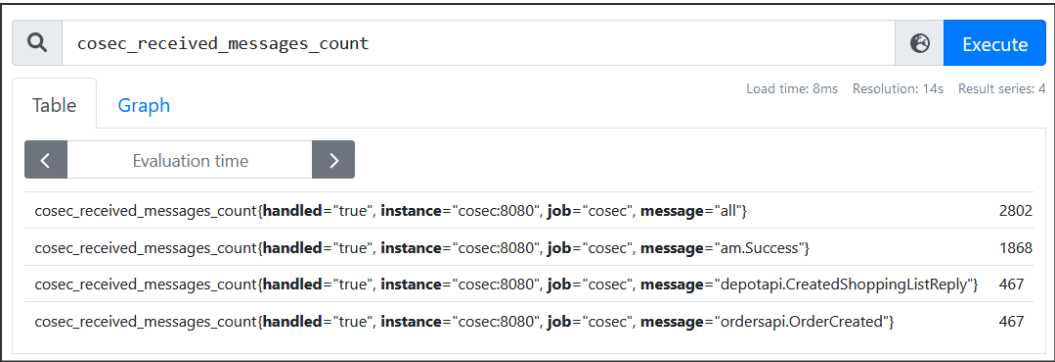 cosec_received_messages_count
Execute
Load time: 8ms Resolution: 14s Result series: 4
Table Graph
Evaluation time
cosec_received_messages_count{handled="true", instance="cosec:8080", job="cosec", message="all"} 2802
cosec_received_messages_count{handled="true", instance="cosec:8080", job="cosec", message="am.Success"} 1868
cosec_received_messages_count{handled="true", instance="cosec:8080", job="cosec", message="depotapi.CreatedShoppingListReply"} 467
cosec_received_messages_count{handled="true", instance="cosec:8080", job="cosec", message="ordersapi.OrderCreated"} 467